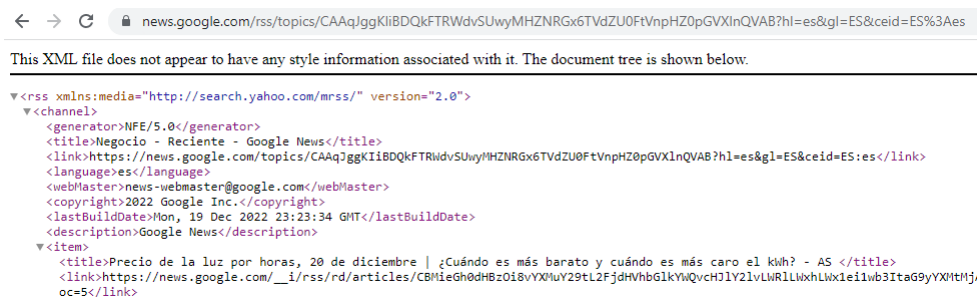 news.google.com/rss/topics/CAAqJggKIiBDQkFTRWdvSUwyMHZNRGx6TVdZU0FtVnpHZ0pGVXlnQVAB?hl=es&gl=ES&ceid=ES%3Aes
This XML file does not appear to have any style information associated with it. The document tree is shown below.
▼<rss xmlns:media="http://search.yahoo.com/mrss/" version="2.0">
▼<channel>
<generator>NFE/5.0</generator>
<title>Negocio - Reciente - Google News</title>
<link>https://news.google.com/topics/CAAqJggKIiBDQkFTRWdvSUwyMHZNRGx6TVdZU0FtVnpHZ0pGVXlnQVAB?hl=es&gl=ES&ceid=ES:es</link>
<language>es</language>
<webMaster>news-webmaster@google.com</webMaster>
<copyright>2022 Google Inc.</copyright>
<lastBuildDate>Mon, 19 Dec 2022 23:23:34 GMT</lastBuildDate>
<description>Google News</description>
▼<item>
<title>Precio de la luz por horas, 20 de diciembre | ¿Cuándo es más barato y cuándo es más caro el kWh? - AS </title>
<link>https://news.google.com/__i/rss/rd/articles/CBMieGh0dHBzOi8vYXMuY29tL2FjdHVhbGlkYWQvcHJlY2lvLWRlLWxhLWx1ei1wb3ItaG9yYXMtMjA
oc=5</link>